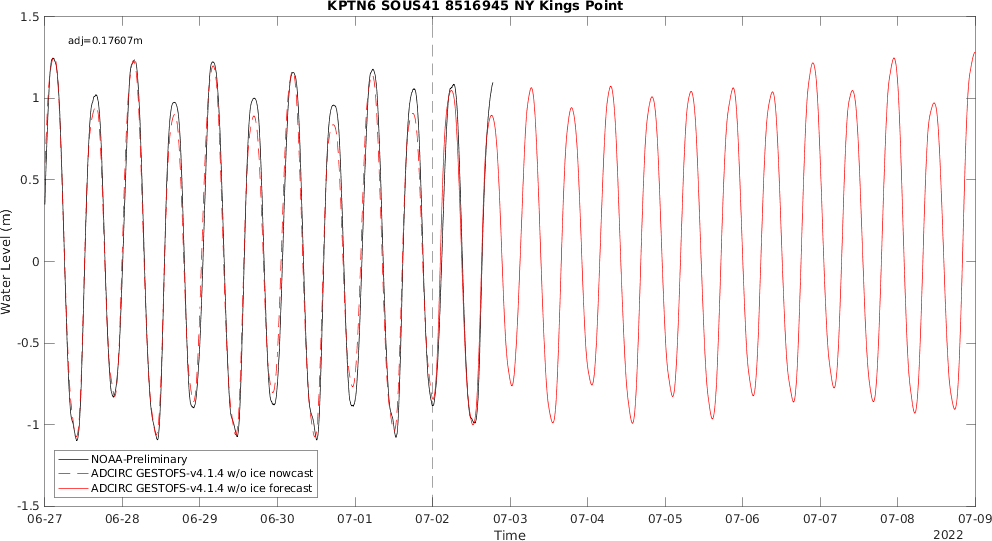 KPTN6 SOUS41 8516945 NY Kings Point
adj=0.17607m
1.5
1
0.5
0
-0.5
-1
-1.5
Water Level (m)
NOAA-Preliminary
ADCIRC GESTOFS-v4.1.4 w/o ice nowcast
ADCIRC GESTOFS-v4.1.4 w/o ice forecast
06-27 06-28 06-29 06-30 07-01 07-02 07-03 07-04 07-05 07-06 07-07 07-08 07-09
Time
2022